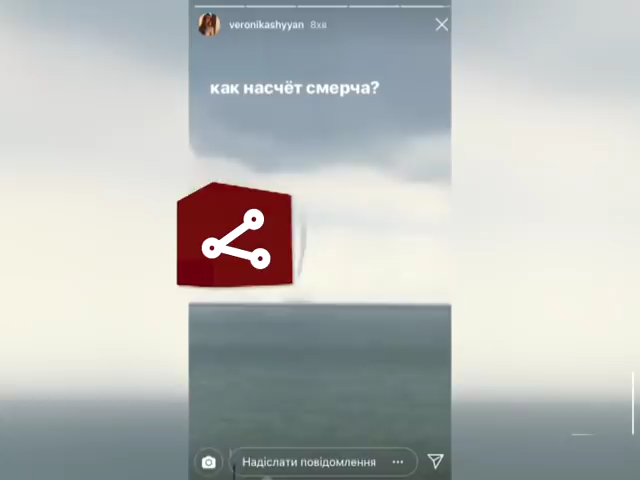 veronikashyyan 8хв
как насчёт смерча?
Надіслати повідомлення